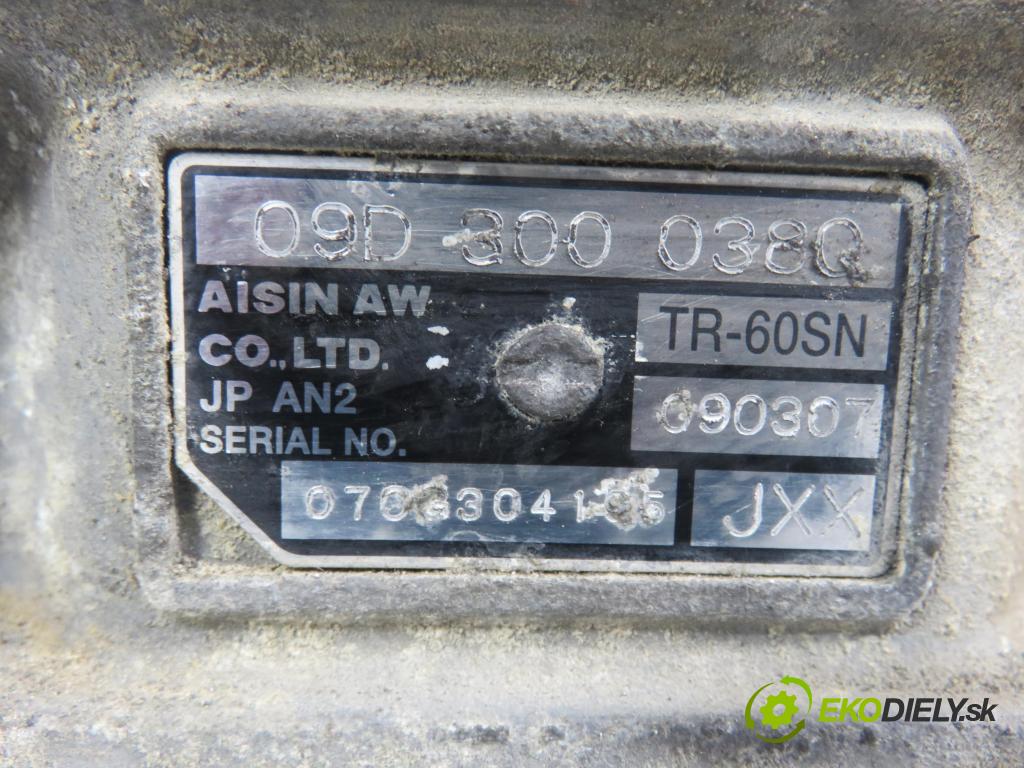 09D 300 038Q
AISIN AW
CO.,LTD.
TR-60SN
JP AN2
090307
SERIAL NO.
JXX
EKODIELY.sk